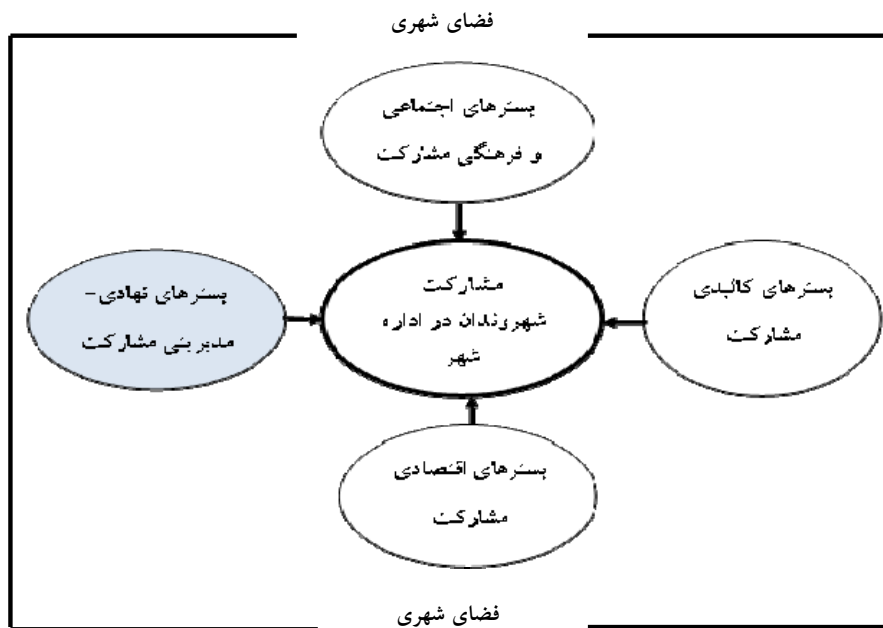 فضای شهری
بسترهای اجتماعی
و فرهنگی مشارکت
بسترهای کالبدی
مشارکت
مشارکت
شهروندان در اداره
شهر
بسترهای نهادی-
مدیریتی مشارکت
بسترهای اقتصادی
مشارکت
فضای شهری